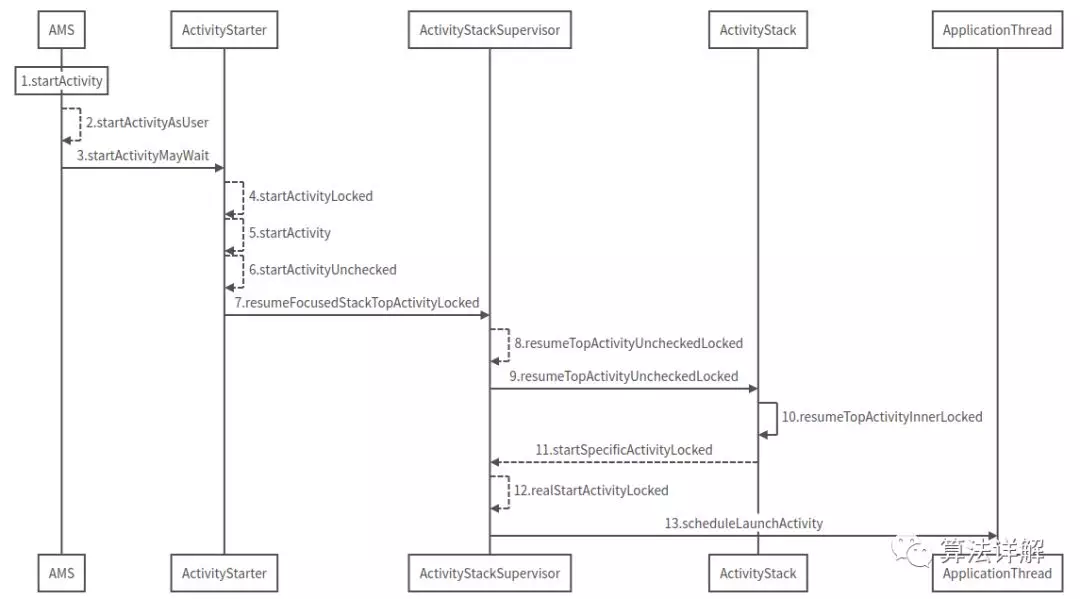 AMS
ActivityStarter
ActivityStackSupervisor
ActivityStack
ApplicationThread
1.startActivity
2.startActivityAsUser
3.startActivityMayWait
4.startActivityLocked
5.startActivity
6.startActivityUnchecked
7.resumeFocusedStackTopActivityLocked
8.resumeTopActivityUncheckedLocked
9.resumeTopActivityUncheckedLocked
10.resumeTopActivityInnerLocked
11.startSpecificActivityLocked
12.realStartActivityLocked
13.scheduleLaunchActivity
算法详解
AMS
ActivityStarter
ActivityStackSupervisor
ActivityStack
ApplicationThread